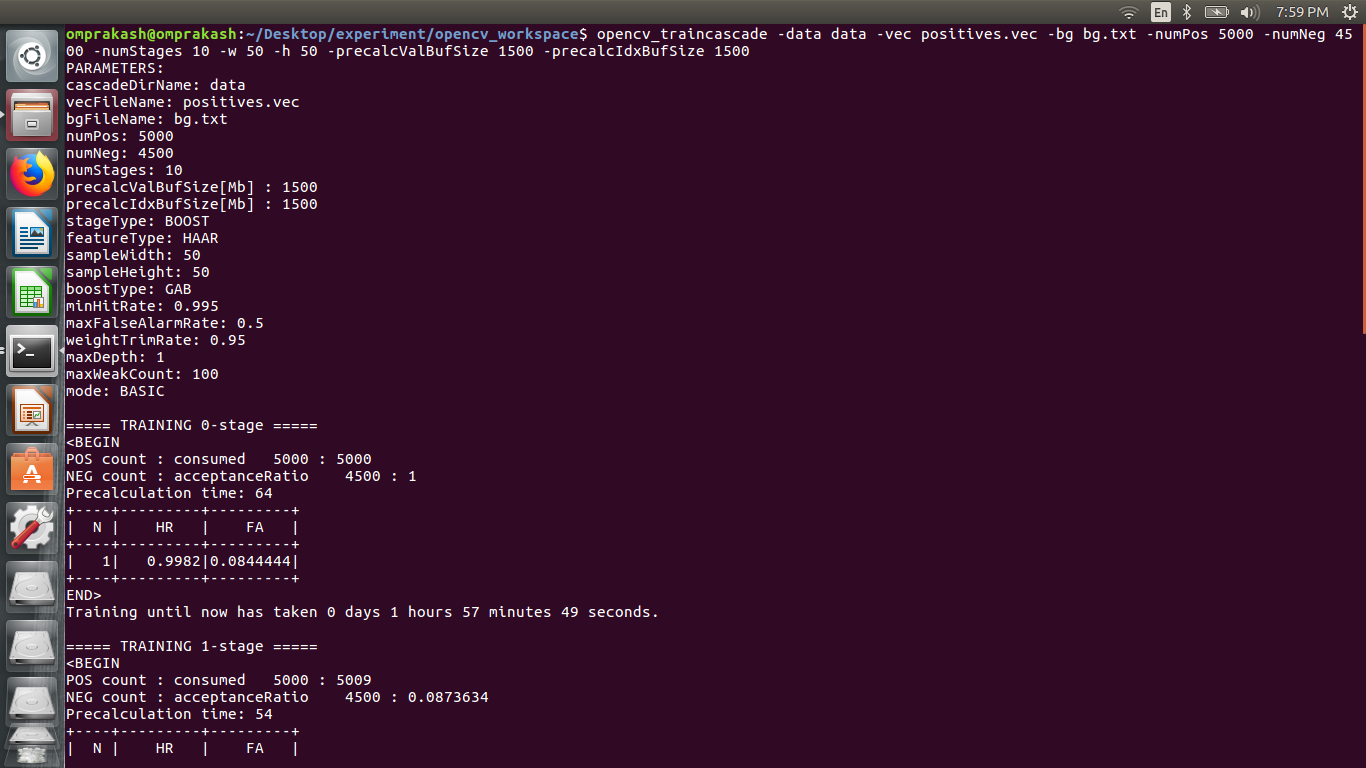 En 7:59 PM
omprakash@omprakash:~/Desktop/experiment/opencv_workspace$ opencv_traincascade -data data -vec positives.vec -bg bg.txt -numPos 5000 -numNeg 45
00 -numStages 10 -w 50 -h 50 -precalcValBufSize 1500 -precalcIdxBufSize 1500
PARAMETERS:
cascadeDirName: data
vecFileName: positives.vec
bgFileName: bg.txt
numPos: 5000
numNeg: 4500
numStages: 10
precalcValBufSize[Mb] : 1500
precalcIdxBufSize[Mb] : 1500
stageType: BOOST
featureType: HAAR
sampleWidth: 50
sampleHeight: 50
boostType: GAB
minHitRate: 0.995
maxFalseAlarmRate: 0.5
weightTrimRate: 0.95
maxDepth: 1
maxWeakCount: 100
mode: BASIC
===== TRAINING 0-stage =====
<BEGIN
POS count : consumed   5000 : 5000
NEG count : acceptanceRatio    4500 : 1
Precalculation time: 64
+----+---------+---------+
|  N |    HR   |    FA   |
+----+---------+---------+
|   1|   0.9982|0.0844444|
+----+---------+---------+
END>
Training until now has taken 0 days 1 hours 57 minutes 49 seconds.
===== TRAINING 1-stage =====
<BEGIN
POS count : consumed   5000 : 5009
NEG count : acceptanceRatio    4500 : 0.0873634
Precalculation time: 54
+----+---------+---------+
|  N |    HR   |    FA   |